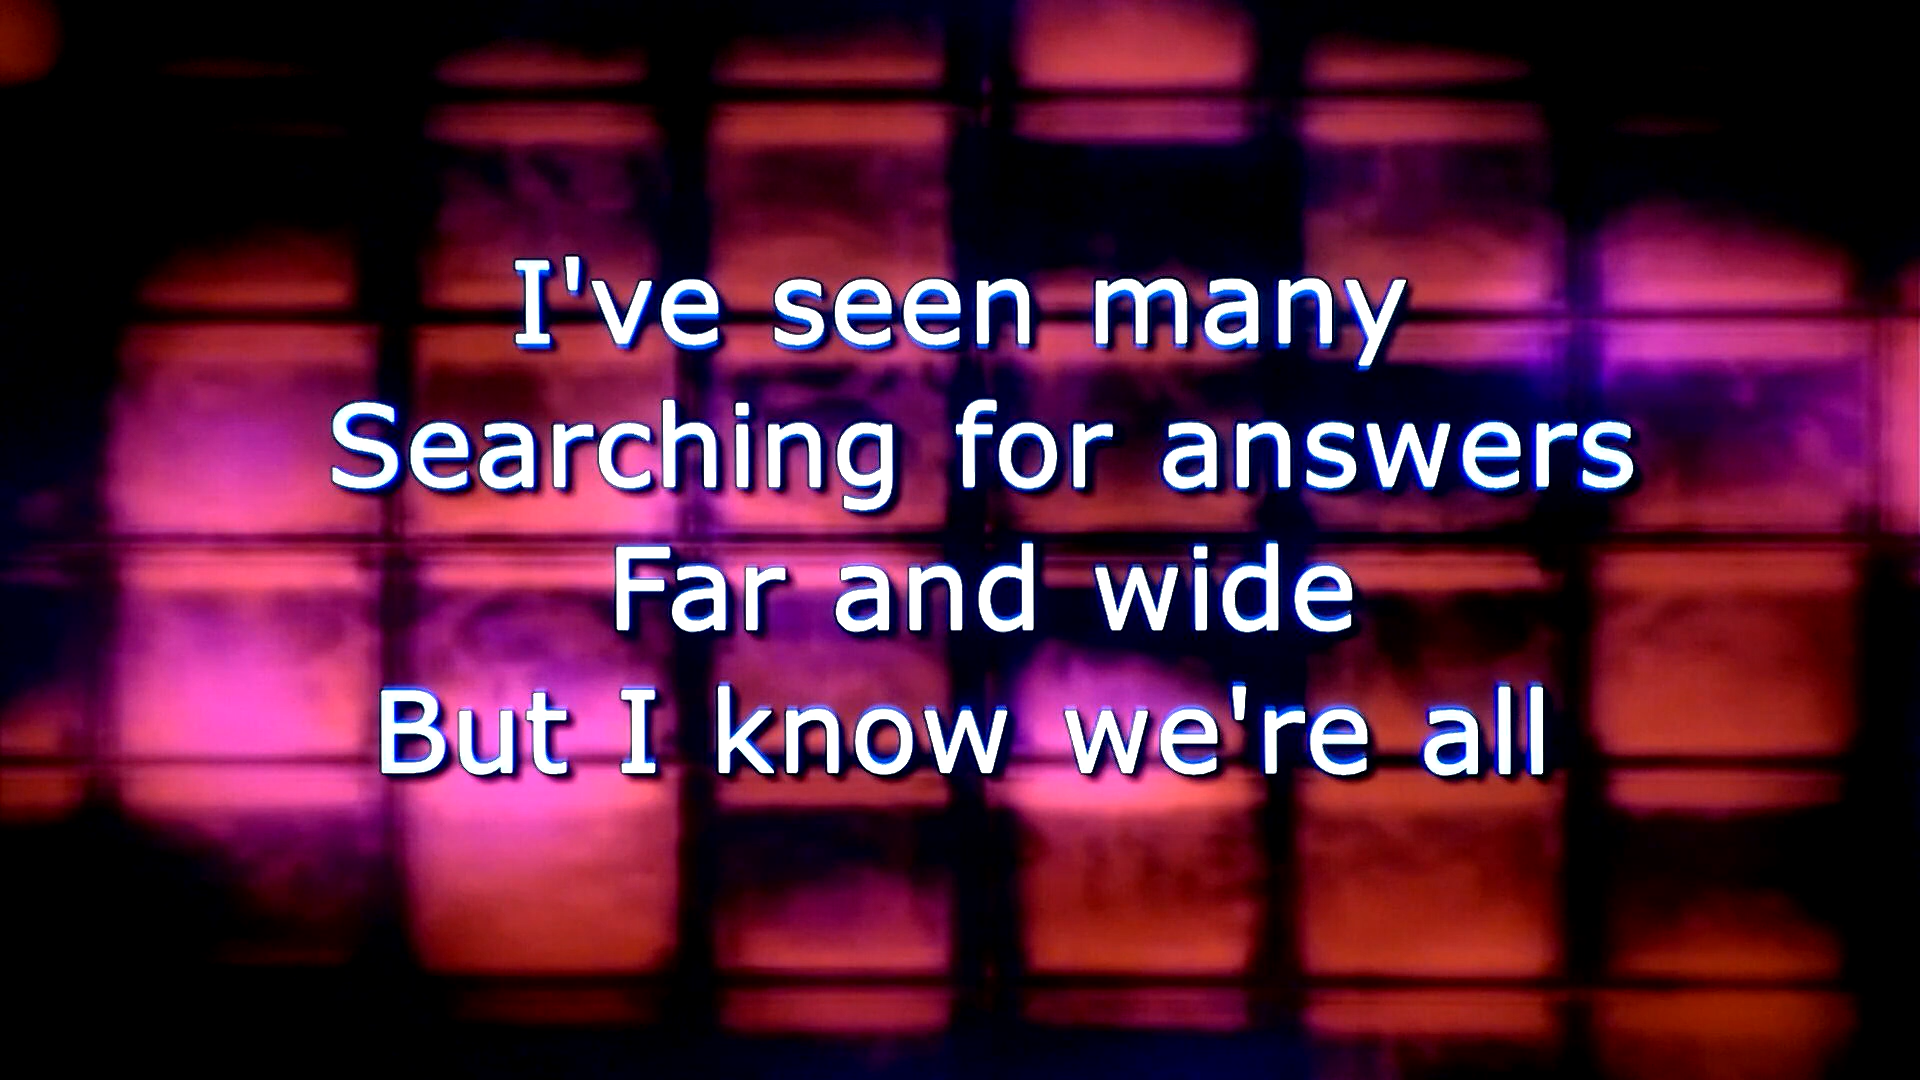 I've seen many
Searching for answers
Far and wide
But I know we're all